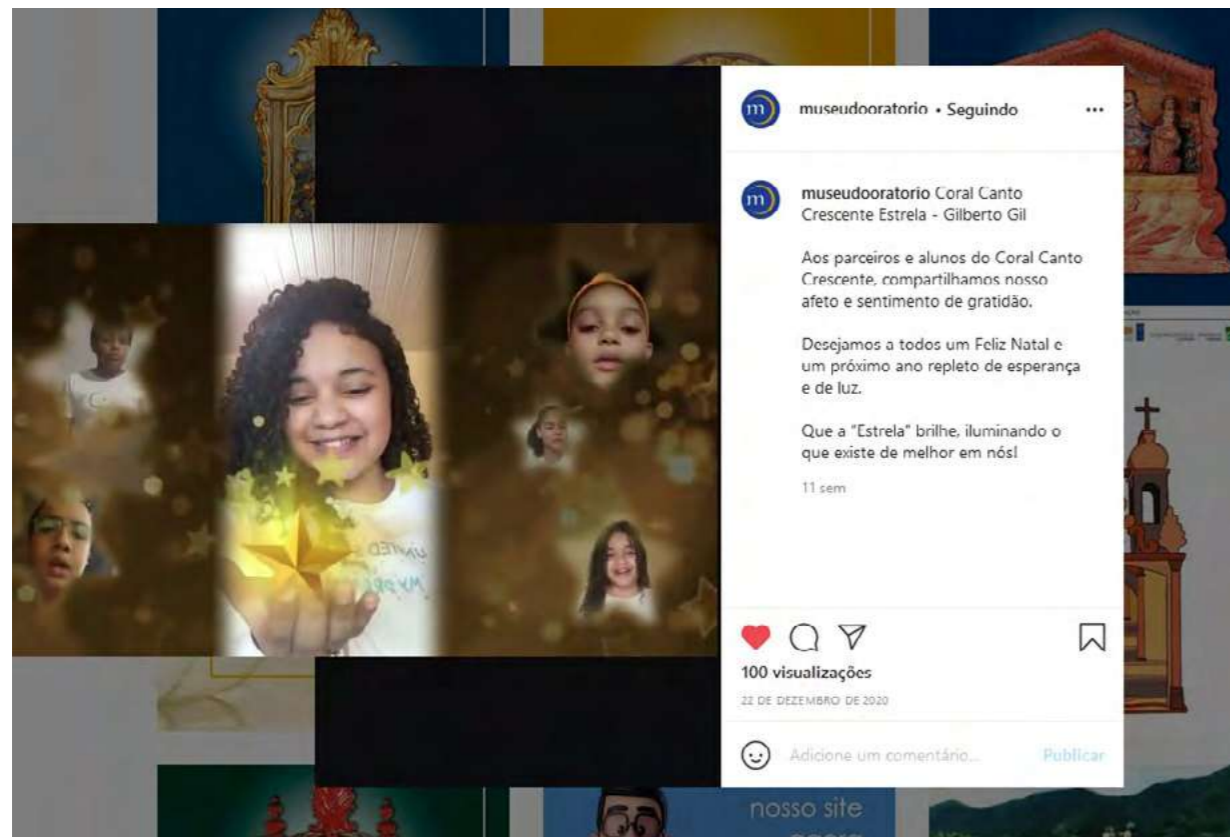 m museudooratorio • Seguindo
m museudooratorio Coral Canto
Crescente Estrela - Gilberto Gil
Aos parceiros e alunos do Coral Canto
Crescente, compartilhamos nosso
afeto e sentimento de gratidão.
Desejamos a todos um Feliz Natal e
um próximo ano repleto de esperança
e de luz.
Que a "Estrela" brilhe, iluminando o
que existe de melhor em nós!
11 sem
100 visualizações
22 DE DEZEMBRO DE 2020
Adicione um comentário... Publicar
UNITED
nosso site
agora